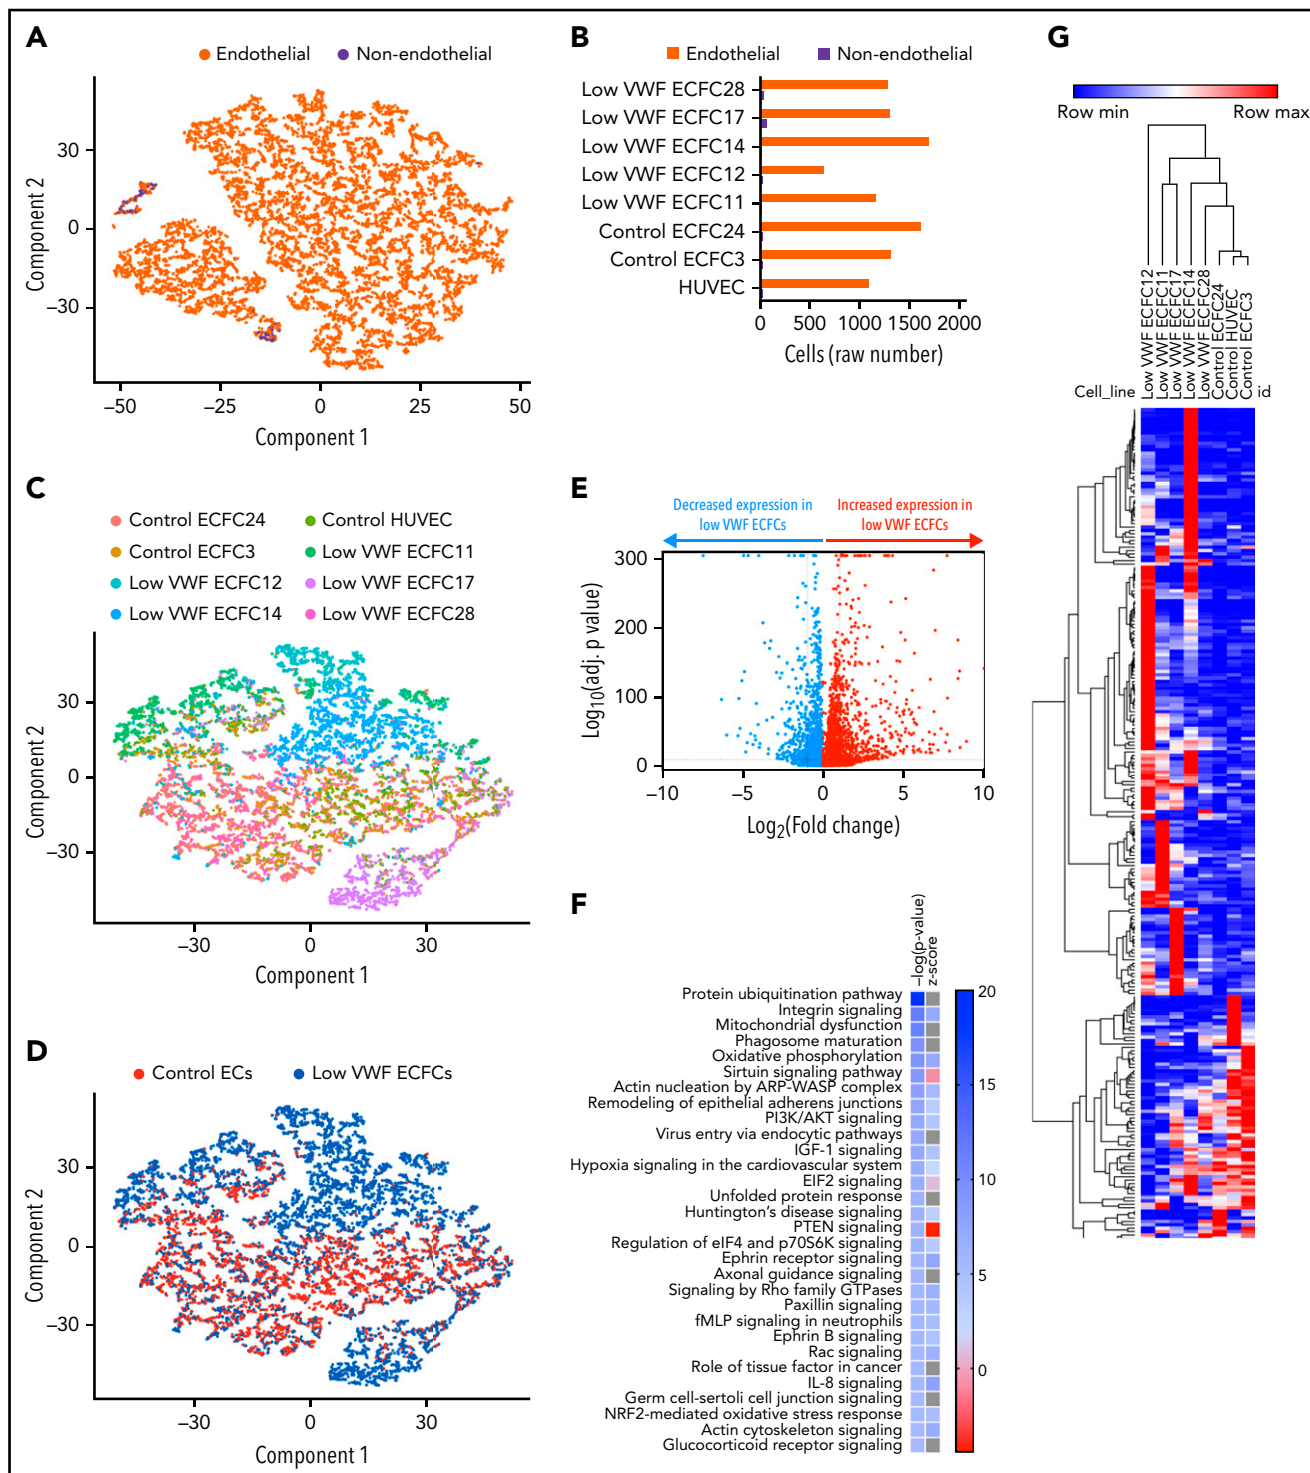 A
Endothelial
Non-endothelial
30
0
–30
Component 2
–50
–25
0
25
50
Component 1
B
Endothelial
Non-endothelial
Low VWF ECFC28
Low VWF ECFC17
Low VWF ECFC14
Low VWF ECFC12
Low VWF ECFC11
Control ECFC24
Control ECFC3
HUVEC
0
500
1000
1500
2000
Cells (raw number)
C
Control ECFC24
Control HUVEC
Control ECFC3
Low VWF ECFC11
Low VWF ECFC12
Low VWF ECFC17
Low VWF ECFC14
Low VWF ECFC28
30
0
–30
Component 2
–30
0
30
Component 1
D
Control ECs
Low VWF ECFCs
30
0
–30
Component 2
–30
0
30
Component 1
E
Decreased expression in
low VWF ECFCs
Increased expression in
low VWF ECFCs
300
200
100
0
Log10(adj. p value)
–10
–5
0
5
10
Log2(Fold change)
F
–log(p-value)
z-score
Protein ubiquitination pathway
Integrin signaling
Mitochondrial dysfunction
Phagosome maturation
Oxidative phosphorylation
Sirtuin signaling pathway
Actin nucleation by ARP-WASP complex
Remodeling of epithelial adherens junctions
PI3K/AKT signaling
Virus entry via endocytic pathways
IGF-1 signaling
Hypoxia signaling in the cardiovascular system
EIF2 signaling
Unfolded protein response
Huntington's disease signaling
PTEN signaling
Regulation of eIF4 and p70S6K signaling
Ephrin receptor signaling
Axonal guidance signaling
Signaling by Rho family GTPases
Paxillin signaling
fMLP signaling in neutrophils
Ephrin B signaling
Rac signaling
Role of tissue factor in cancer
IL-8 signaling
Germ cell-sertoli cell junction signaling
NRF2-mediated oxidative stress response
Actin cytoskeleton signaling
Glucocorticoid receptor signaling
20
15
10
5
0
G
Row min
Row max
Low VWF ECFC12
Low VWF ECFC11
Low VWF ECFC17
Low VWF ECFC14
Low VWF ECFC28
Control ECFC24
Control HUVEC
Control ECFC3
Cell_line
id